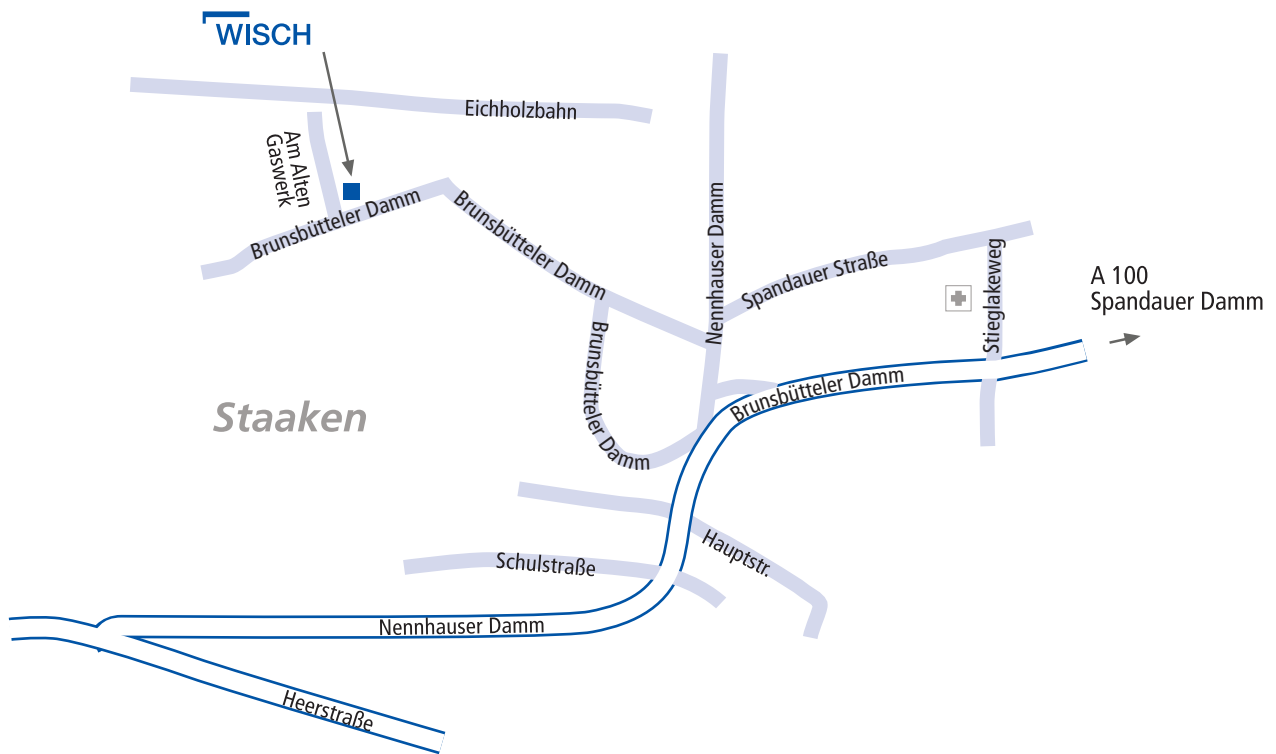 WISCH
Eichholzbahn
Am Alten
Gaswerk
Brunsbütteler Damm
Brunsbütteler Damm
Nennhauser Damm
Spandauer Straße
Stieglakeweg
A 100
Spandauer Damm
Brunsbütteler Damm
Brunsbütteler Damm
Staaken
Hauptstr.
Schulstraße
Nennhauser Damm
Heerstraße